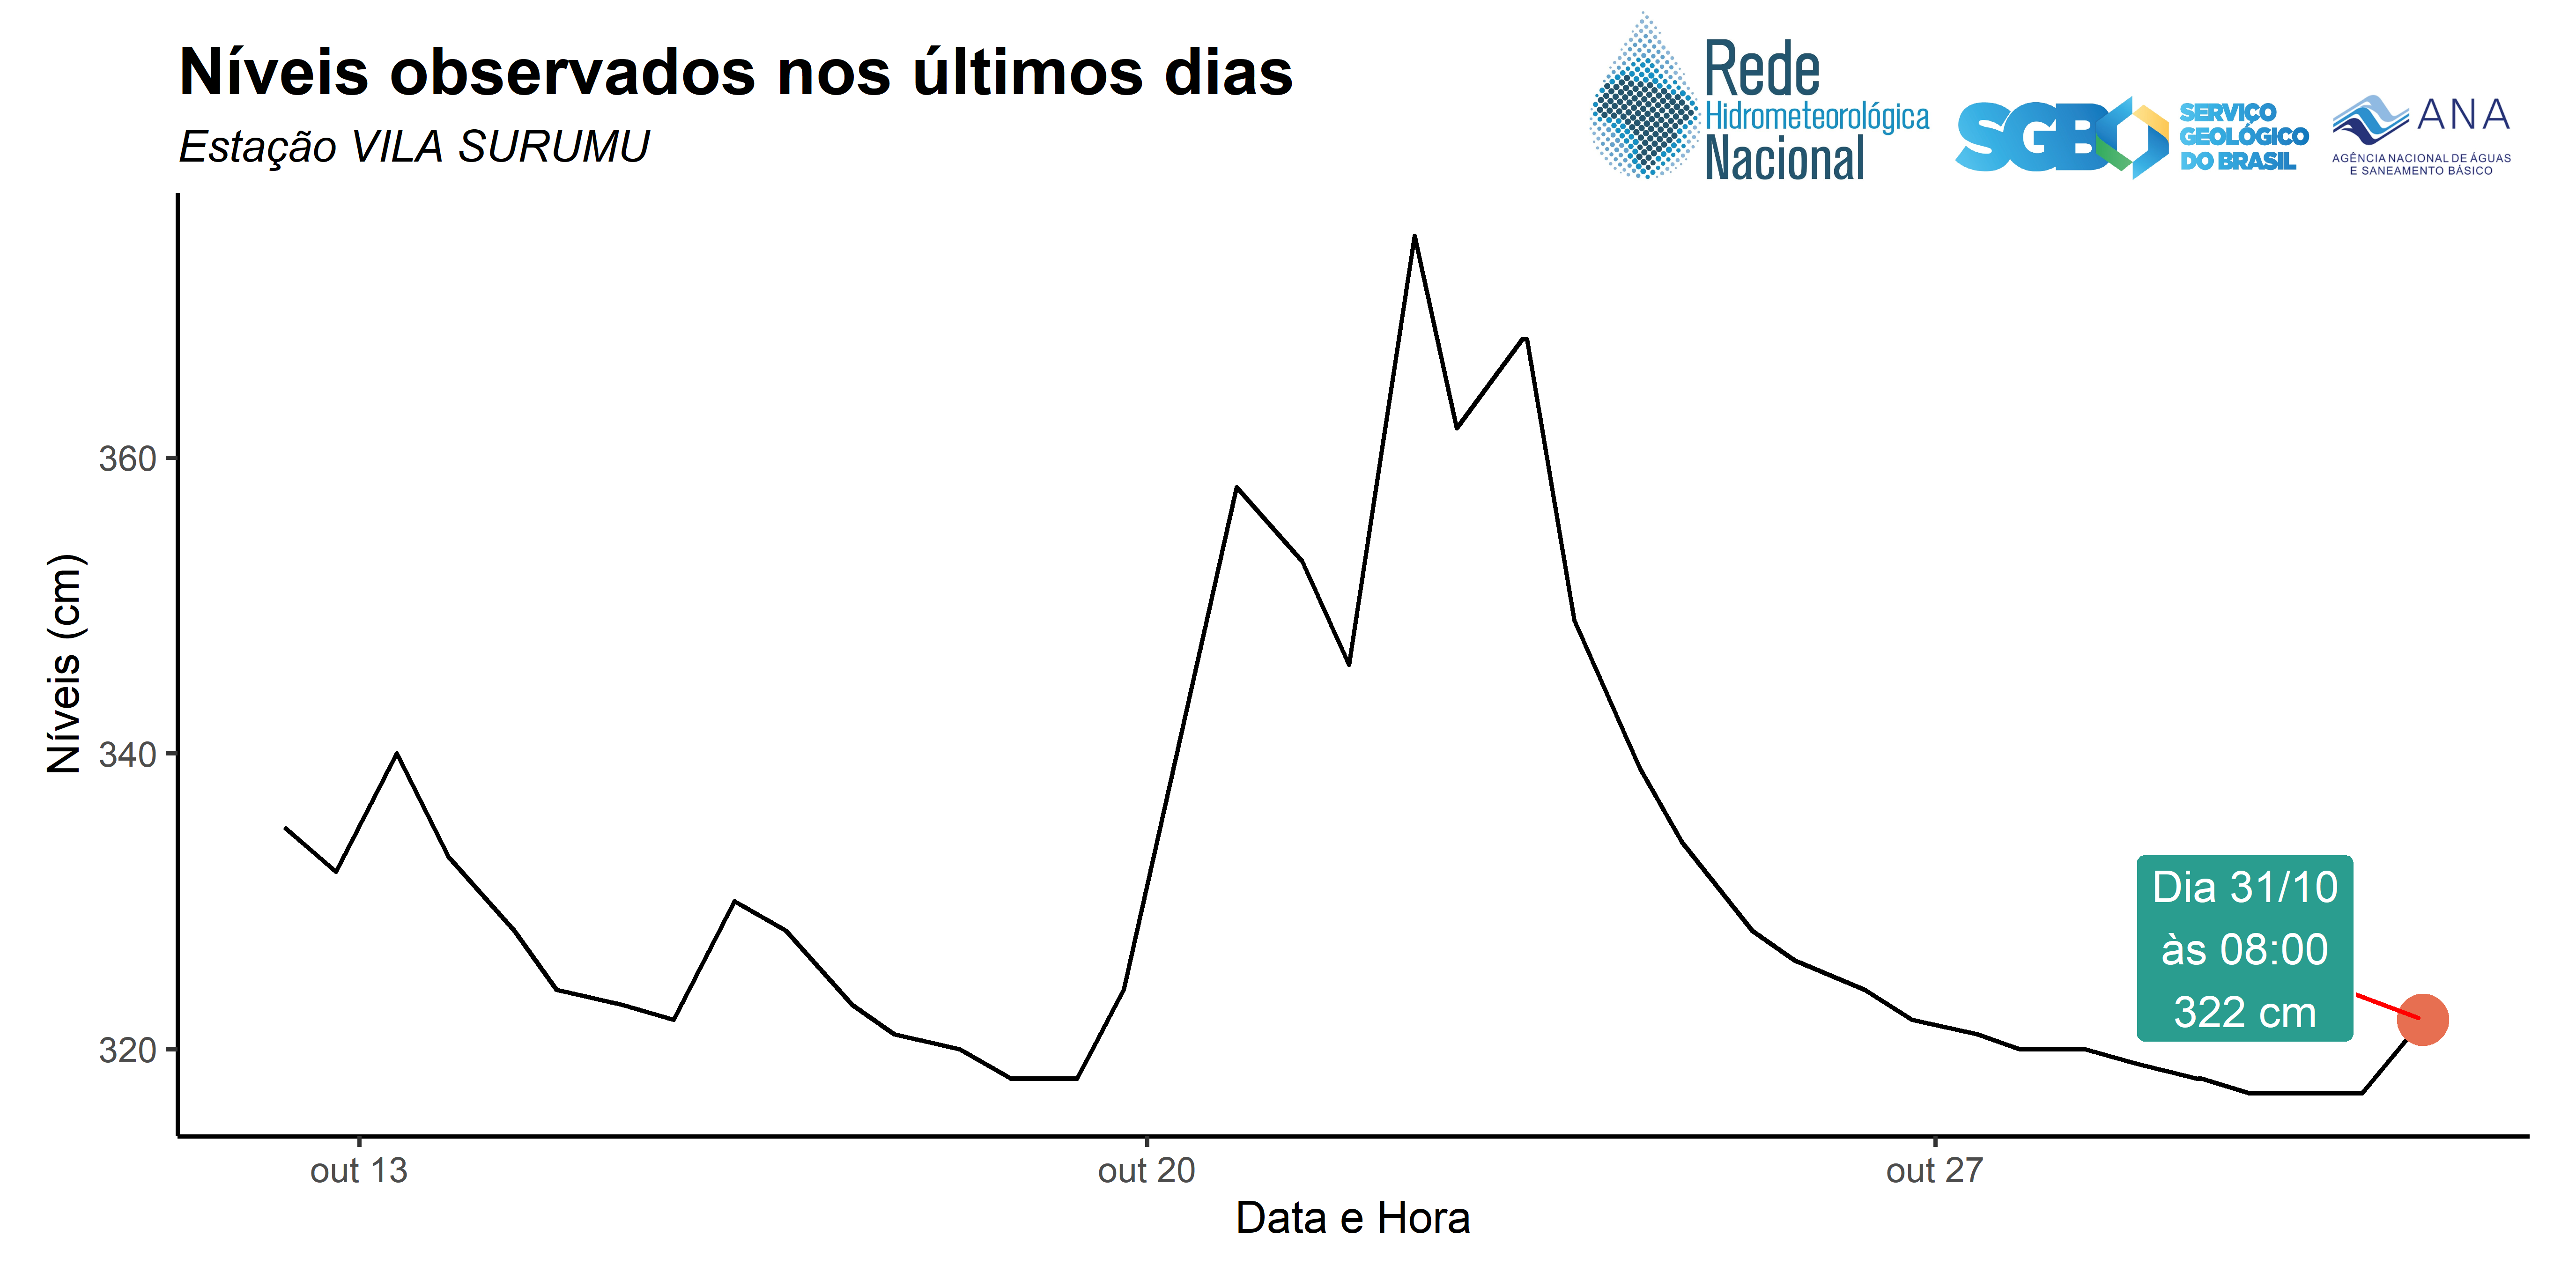 Níveis observados nos últimos dias
Estação VILA SURUMU
Rede
Hidrometeorológica
Nacional
SGB
SERVIÇO
GEOLÓGICO
DO BRASIL
ANA
AGÊNCIA NACIONAL DE ÁGUAS
E SANEAMENTO BÁSICO
Níveis (cm)
360
340
320
Dia 31/10
às 08:00
322 cm
out 13
out 20
out 27
Data e Hora